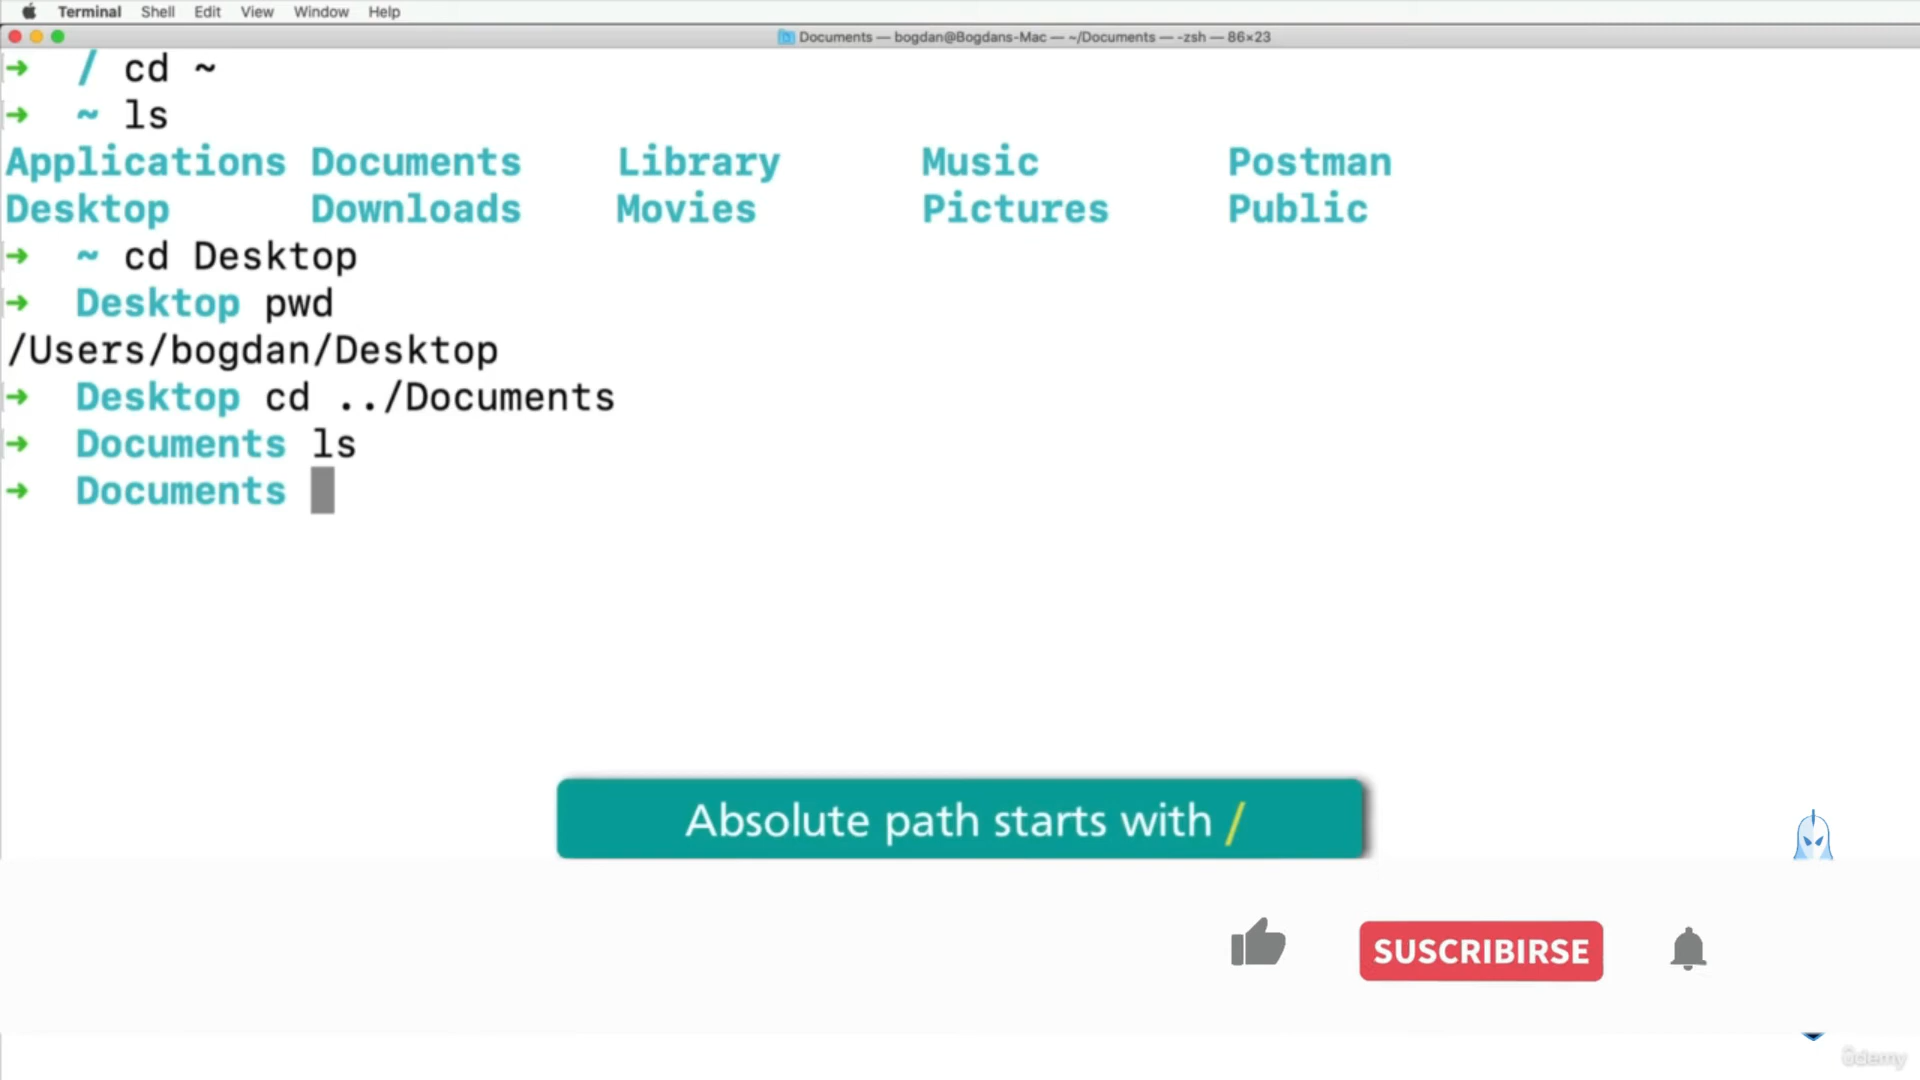 Terminal Shell Edit View Window Help
Documents — bogdan@Bogdans-Mac — ~/Documents — -zsh — 86×23
➜ / cd ~
➜ ~ ls
Applications Documents Library Music Postman
Desktop Downloads Movies Pictures Public
➜ ~ cd Desktop
➜ Desktop pwd
/Users/bogdan/Desktop
➜ Desktop cd ../Documents
➜ Documents ls
➜ Documents
Absolute path starts with /
SUSCRIBIRSE
ûdemy